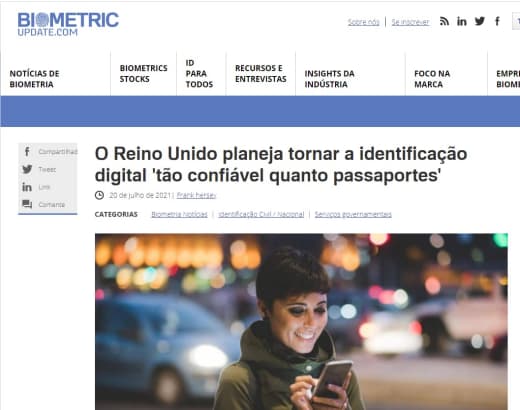 BIOMETRIC
UPDATE.COM
Sobre nós | Se inscrever
NOTÍCIAS DE
BIOMETRIA
BIOMETRICS
STOCKS
ID
PARA
TODOS
RECURSOS E
ENTREVISTAS
INSIGHTS DA
INDÚSTRIA
FOCO NA
MARCA
EMPRE
BIOME
Compartilhad
Tweet
Link
Comente
O Reino Unido planeja tornar a identificação
digital 'tão confiável quanto passaportes'
20 de julho de 2021 | Frank hersey
CATEGORIAS Biometria Notícias | Identificação Civil / Nacional | Serviços governamentais